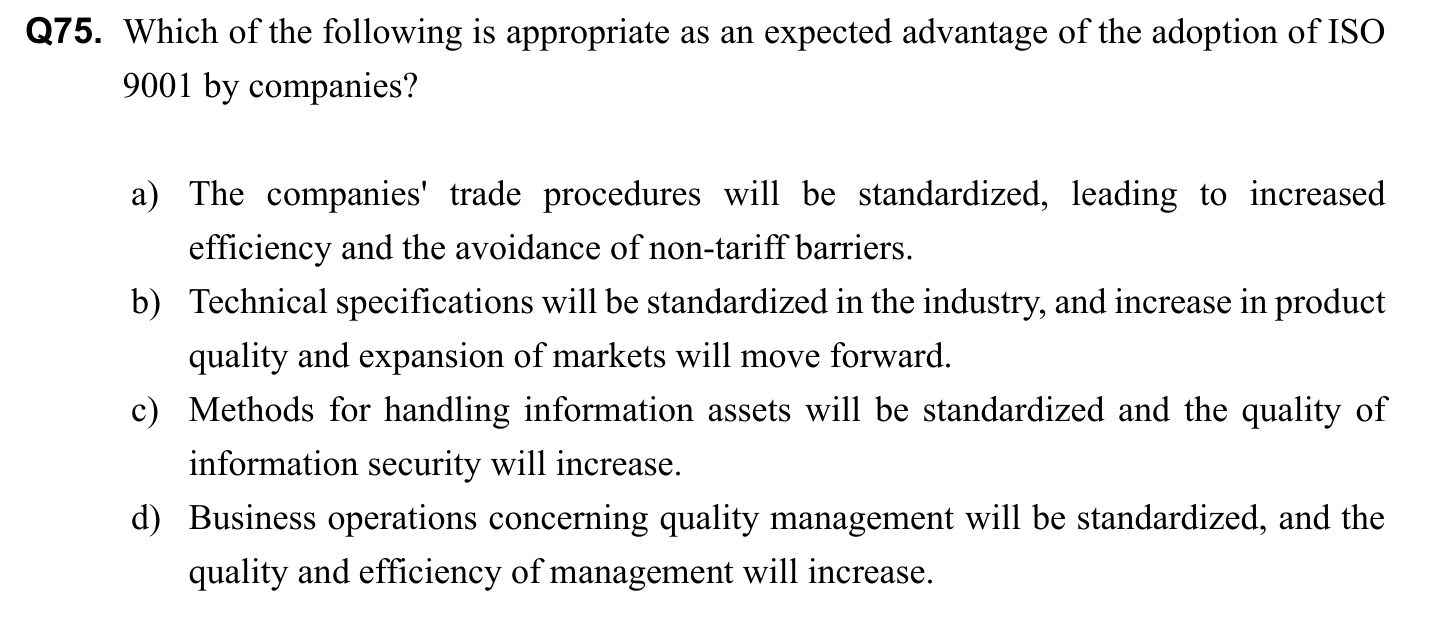 Q75. Which of the following is appropriate as an expected advantage of the adoption of ISO
9001 by companies?
a) The companies' trade procedures will be standardized, leading to increased
efficiency and the avoidance of non-tariff barriers.
b) Technical specifications will be standardized in the industry, and increase in product
quality and expansion of markets will move forward.
c) Methods for handling information assets will be standardized and the quality of
information security will increase.
d) Business operations concerning quality management will be standardized, and the
quality and efficiency of management will increase.